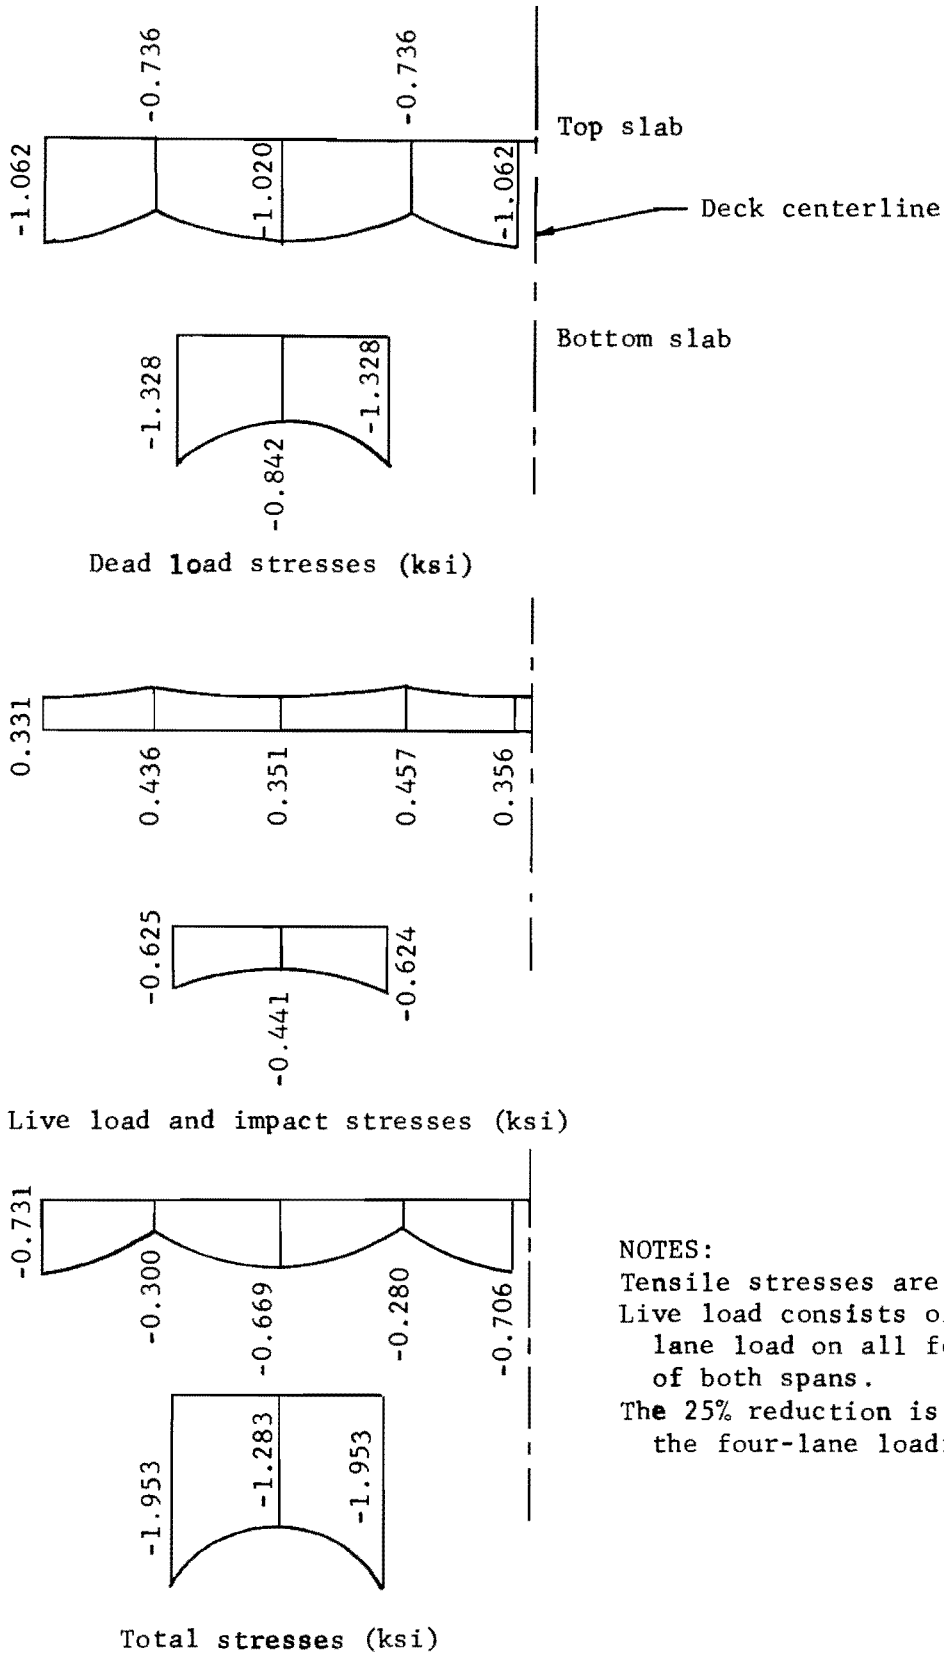 -0.736
-0.736
Top slab
-1.062
-1.020
-1.062
Deck centerline
Bottom slab
-1.328
-1.328
-0.842
Dead load stresses (ksi)
0.331
0.436
0.351
0.457
0.356
-0.625
-0.624
-0.441
Live load and impact stresses (ksi)
-0.731
-0.300
-0.669
-0.280
-0.706
NOTES:
Tensile stresses are
Live load consists
lane load on all
of both spans.
The 25% reduction is
the four-lane
-1.953
-1.283
-1.953
Total stresses (ksi)